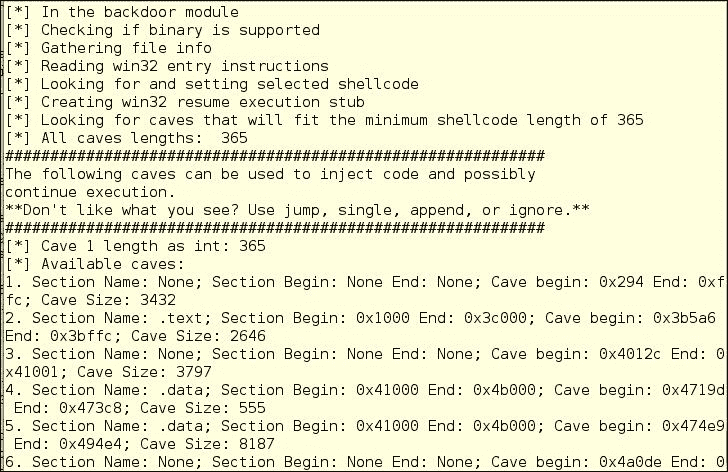 [*] In the backdoor module
[*] Checking if binary is supported
[*] Gathering file info
[*] Reading win32 entry instructions
[*] Looking for and setting selected shellcode
[*] Creating win32 resume execution stub
[*] Looking for caves that will fit the minimum shellcode length of 365
[*] All caves lengths:  365
############################################################
The following caves can be used to inject code and possibly
continue execution.
**Don't like what you see? Use jump, single, append, or ignore.**
############################################################
[*] Cave 1 length as int: 365
[*] Available caves:
1. Section Name: None; Section Begin: None End: None; Cave begin: 0x294 End: 0xf
fc; Cave Size: 3432
2. Section Name: .text; Section Begin: 0x1000 End: 0x3c000; Cave begin: 0x3b5a6
End: 0x3bffc; Cave Size: 2646
3. Section Name: None; Section Begin: None End: None; Cave begin: 0x4012c End: 0
x41001; Cave Size: 3797
4. Section Name: .data; Section Begin: 0x41000 End: 0x4b000; Cave begin: 0x4719d
 End: 0x473c8; Cave Size: 555
5. Section Name: .data; Section Begin: 0x41000 End: 0x4b000; Cave begin: 0x474e9
 End: 0x494e4; Cave Size: 8187
6. Section Name: None; Section Begin: None End: None; Cave begin: 0x4a0de End: 0